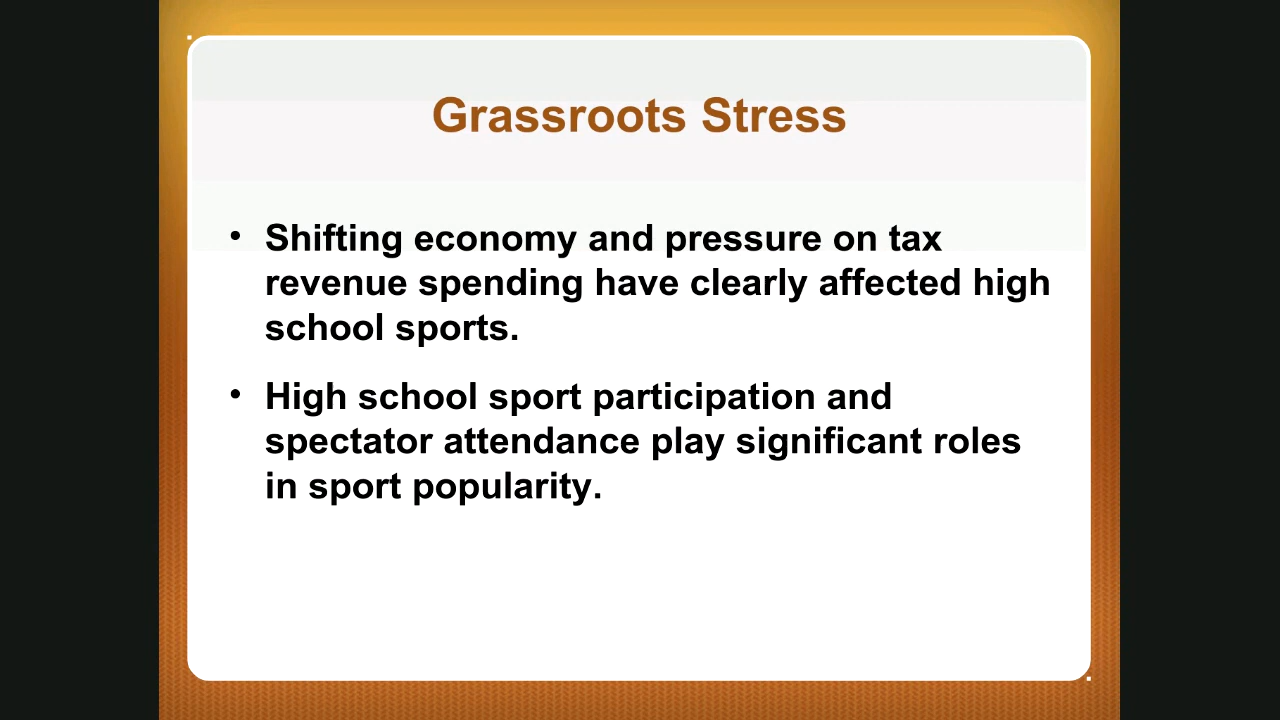 Grassroots Stress
• Shifting economy and pressure on tax
revenue spending have clearly affected high
school sports.
• High school sport participation and
spectator attendance play significant roles
in sport popularity.